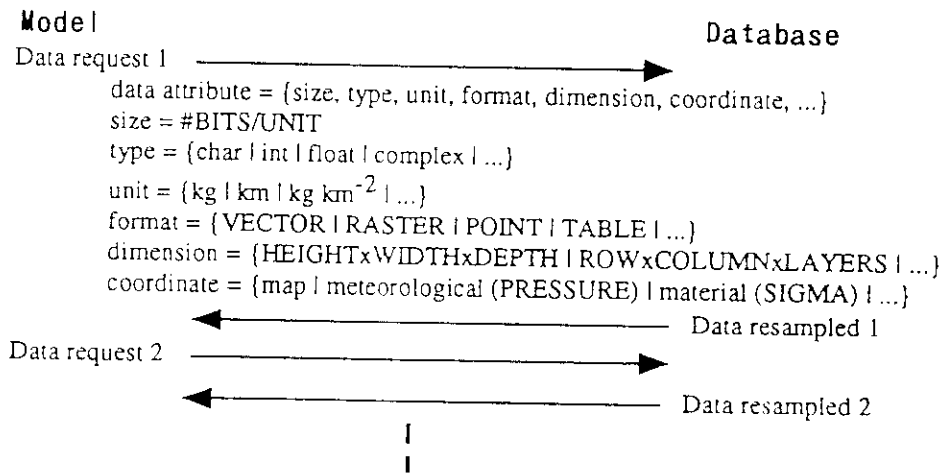 Model
Database
Data request 1
data attribute = {size, type, unit, format, dimension, coordinate, ...}
size = #BITS/UNIT
type = {char | int | float | complex | ...}
unit = {kg | km | kg km⁻² | ...}
format = {VECTOR | RASTER | POINT | TABLE | ...}
dimension = {HEIGHTxWIDTHxDEPTH | ROWxCOLUMNxLAYERS | ...}
coordinate = {map | meteorological (PRESSURE) | material (SIGMA) | ...}
Data resampled 1
Data request 2
Data resampled 2